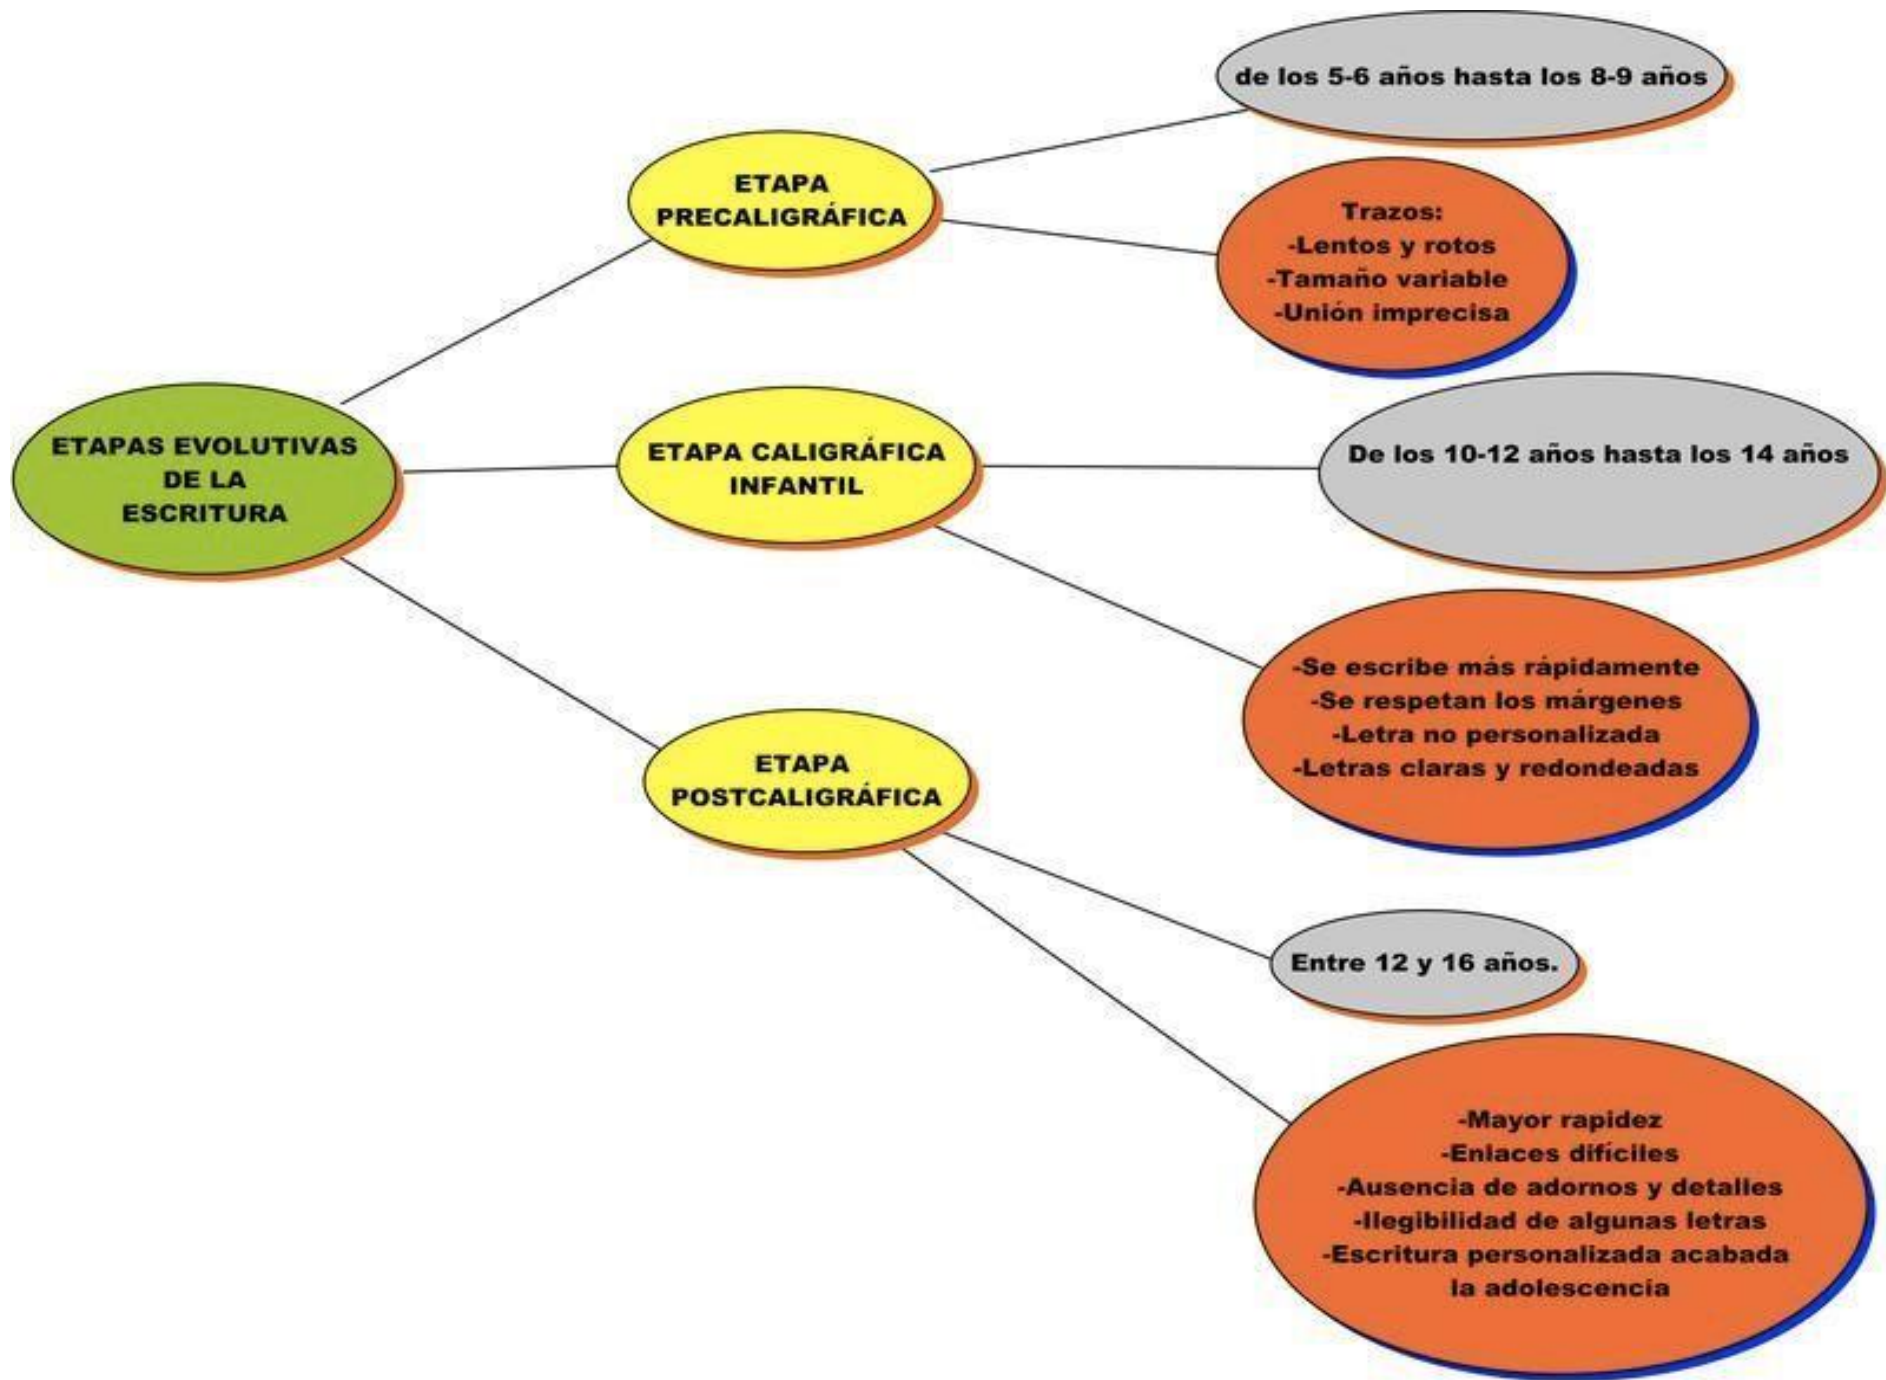 ETAPAS EVOLUTIVAS
DE LA
ESCRITURA
ETAPA
PRECALIGRÁFICA
de los 5-6 años hasta los 8-9 años
Trazos:
-Lentos y rotos
-Tamaño variable
-Unión imprecisa
ETAPA CALIGRÁFICA
INFANTIL
De los 10-12 años hasta los 14 años
-Se escribe más rápidamente
-Se respetan los márgenes
-Letra no personalizada
-Letras claras y redondeadas
ETAPA
POSTCALIGRÁFICA
Entre 12 y 16 años.
-Mayor rapidez
-Enlaces difíciles
-Ausencia de adornos y detalles
-Ilegibilidad de algunas letras
-Escritura personalizada acabada
la adolescencia